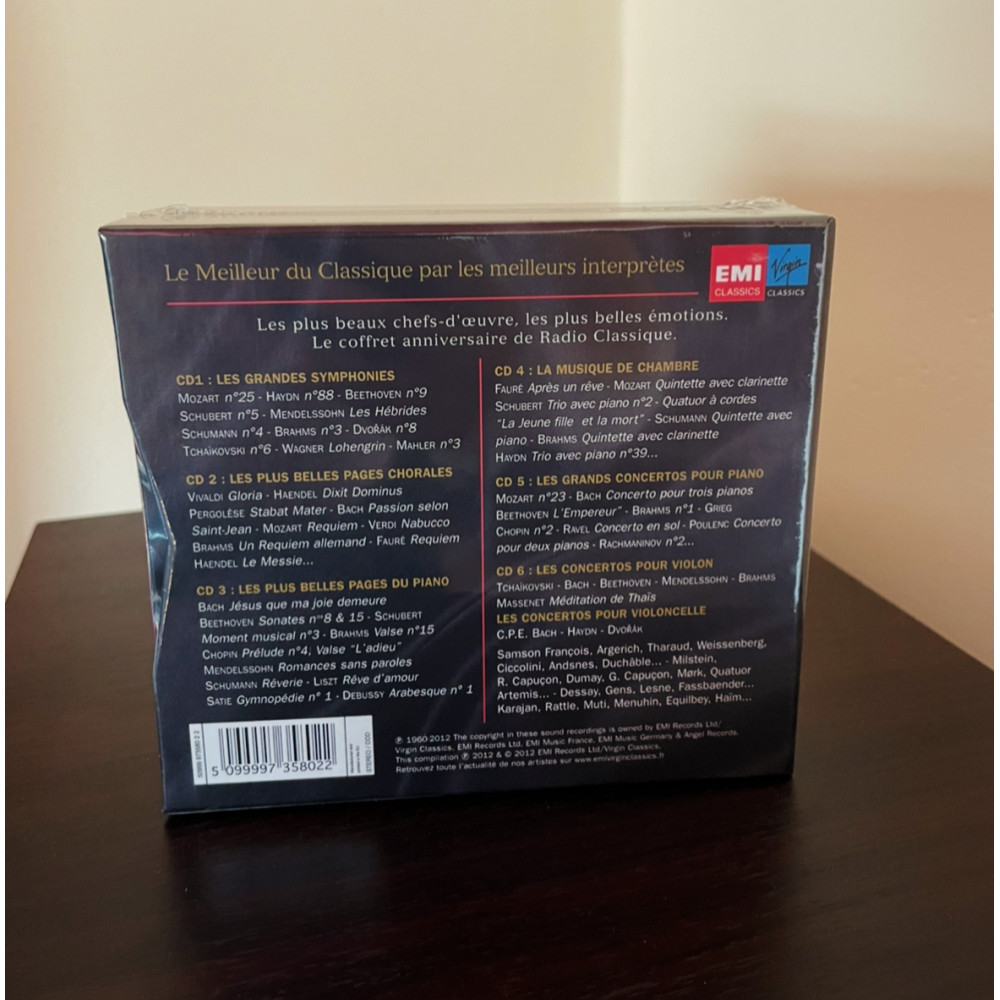 Le Meilleur du Classique par les meilleurs interprètes
EMI
CLASSICS
Virgin
CLASSICS
Les plus beaux chefs-d'œuvre, les plus belles émotions.
Le coffret anniversaire de Radio Classique.
CD1 : LES GRANDES SYMPHONIES
MOZART n°25 - HAYDN n°88 - BEETHOVEN n°9
SCHUBERT n°5 - MENDELSSOHN Les Hébrides
SCHUMANN n°4 - BRAHMS n°3 - DVOŘÁK n°8
TCHAÏKOVSKI n°6 - WAGNER Lohengrin - MAHLER n°3
CD 2 : LES PLUS BELLES PAGES CHORALES
VIVALDI Gloria - HAENDEL Dixit Dominus
PERGOLÈSE Stabat Mater - BACH Passion selon
Saint-Jean - MOZART Requiem - VERDI Nabucco
BRAHMS Un Requiem allemand - FAURÉ Requiem
HAENDEL Le Messie...
CD 3 : LES PLUS BELLES PAGES DU PIANO
BACH Jésus que ma joie demeure
BEETHOVEN Sonates nos8 & 15 - SCHUBERT
Moment musical n°3 - BRAHMS Valse n°15
CHOPIN Prélude n°4, Valse "L'adieu"
MENDELSSOHN Romances sans paroles
SCHUMANN Rêverie - LISZT Rêve d'amour
SATIE Gymnopédie n° 1 - DEBUSSY Arabesque n° 1
CD 4 : LA MUSIQUE DE CHAMBRE
FAURÉ Après un rêve - MOZART Quintette avec clarinette
SCHUBERT Trio avec piano n°2 - Quatuor à cordes
"La Jeune fille et la mort" - SCHUMANN Quintette avec
piano - BRAHMS Quintette avec clarinette
HAYDN Trio avec piano n°39...
CD 5 : LES GRANDS CONCERTOS POUR PIANO
MOZART n°23 - BACH Concerto pour trois pianos
BEETHOVEN L'Empereur" - BRAHMS n°1 - GRIEG
CHOPIN n°2 - RAVEL Concerto en sol - POULENC Concerto
pour deux pianos - RACHMANINOV n°2...
CD 6 : LES CONCERTOS POUR VIOLON
TCHAÏKOVSKI - BACH - BEETHOVEN - MENDELSSOHN - BRAHMS
MASSENET Méditation de Thaïs
LES CONCERTOS POUR VIOLONCELLE
C.P.E. BACH - HAYDN - DVOŘÁK
Samson François, Argerich, Tharaud, Weissenberg,
Ciccolini, Andsnes, Duchâble... - Milstein,
R. Capuçon, Dumay, G. Capuçon, Mørk, Quatuor
Artemis... - Dessay, Gens, Lesne, Fassbaender...
Karajan, Rattle, Muti, Menuhin, Equilbey, Haïm...
5 099997 358022
STEREO / DDD
℗ 1960-2012 The copyright in these sound recordings is owned by EMI Records Ltd/
Virgin Classics, EMI Records Ltd, EMI Music France, EMI Music Germany & Angel Records.
This compilation ℗ 2012 & © 2012 EMI Records Ltd/Virgin Classics.
Retrouvez toute l'actualité de nos artistes sur www.emivirginclassics.fr